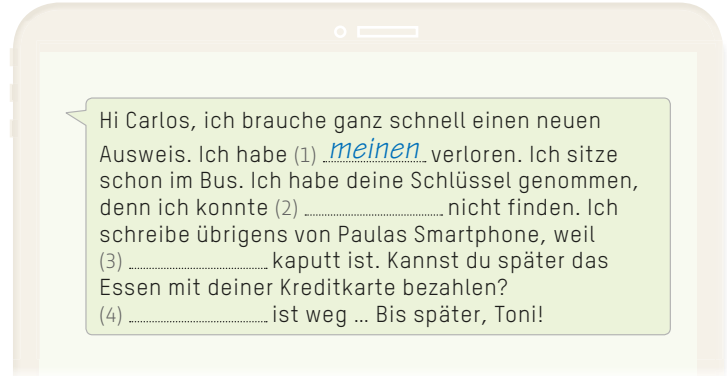 Hi Carlos, ich brauche ganz schnell einen neuen
Ausweis. Ich habe (1) meinen verloren. Ich sitze
schon im Bus. Ich habe deine Schlüssel genommen,
denn ich konnte (2) nicht finden. Ich
schreibe übrigens von Paulas Smartphone, weil
(3) kaputt ist. Kannst du später das
Essen mit deiner Kreditkarte bezahlen?
(4) ist weg ... Bis später, Toni!